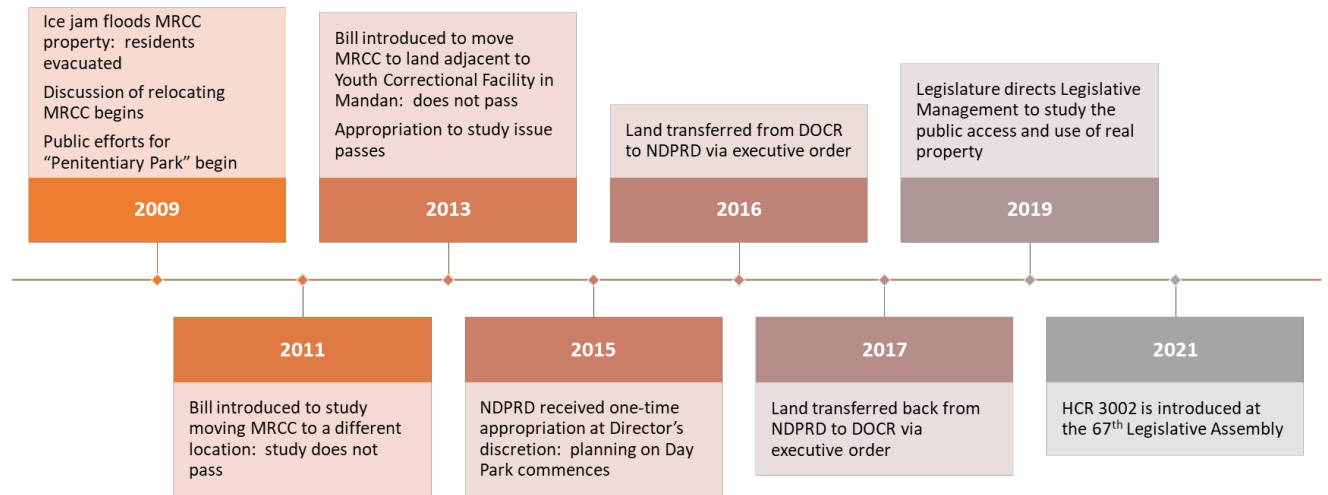 Ice jam floods MRCC
property:  residents
evacuated
Discussion of relocating
MRCC begins
Public efforts for
“Penitentiary Park” begin
2009
Bill introduced to move
MRCC to land adjacent to
Youth Correctional Facility in
Mandan:  does not pass
Appropriation to study issue
passes
2013
Land transferred from DOCR
to NDPRD via executive order
2016
Legislature directs Legislative
Management to study the
public access and use of real
property
2019
2011
Bill introduced to study
moving MRCC to a different
location:  study does not
pass
2015
NDPRD received one-time
appropriation at Director’s
discretion:  planning on Day
Park commences
2017
Land transferred back from
NDPRD to DOCR via
executive order
2021
HCR 3002 is introduced at
the 67th Legislative Assembly